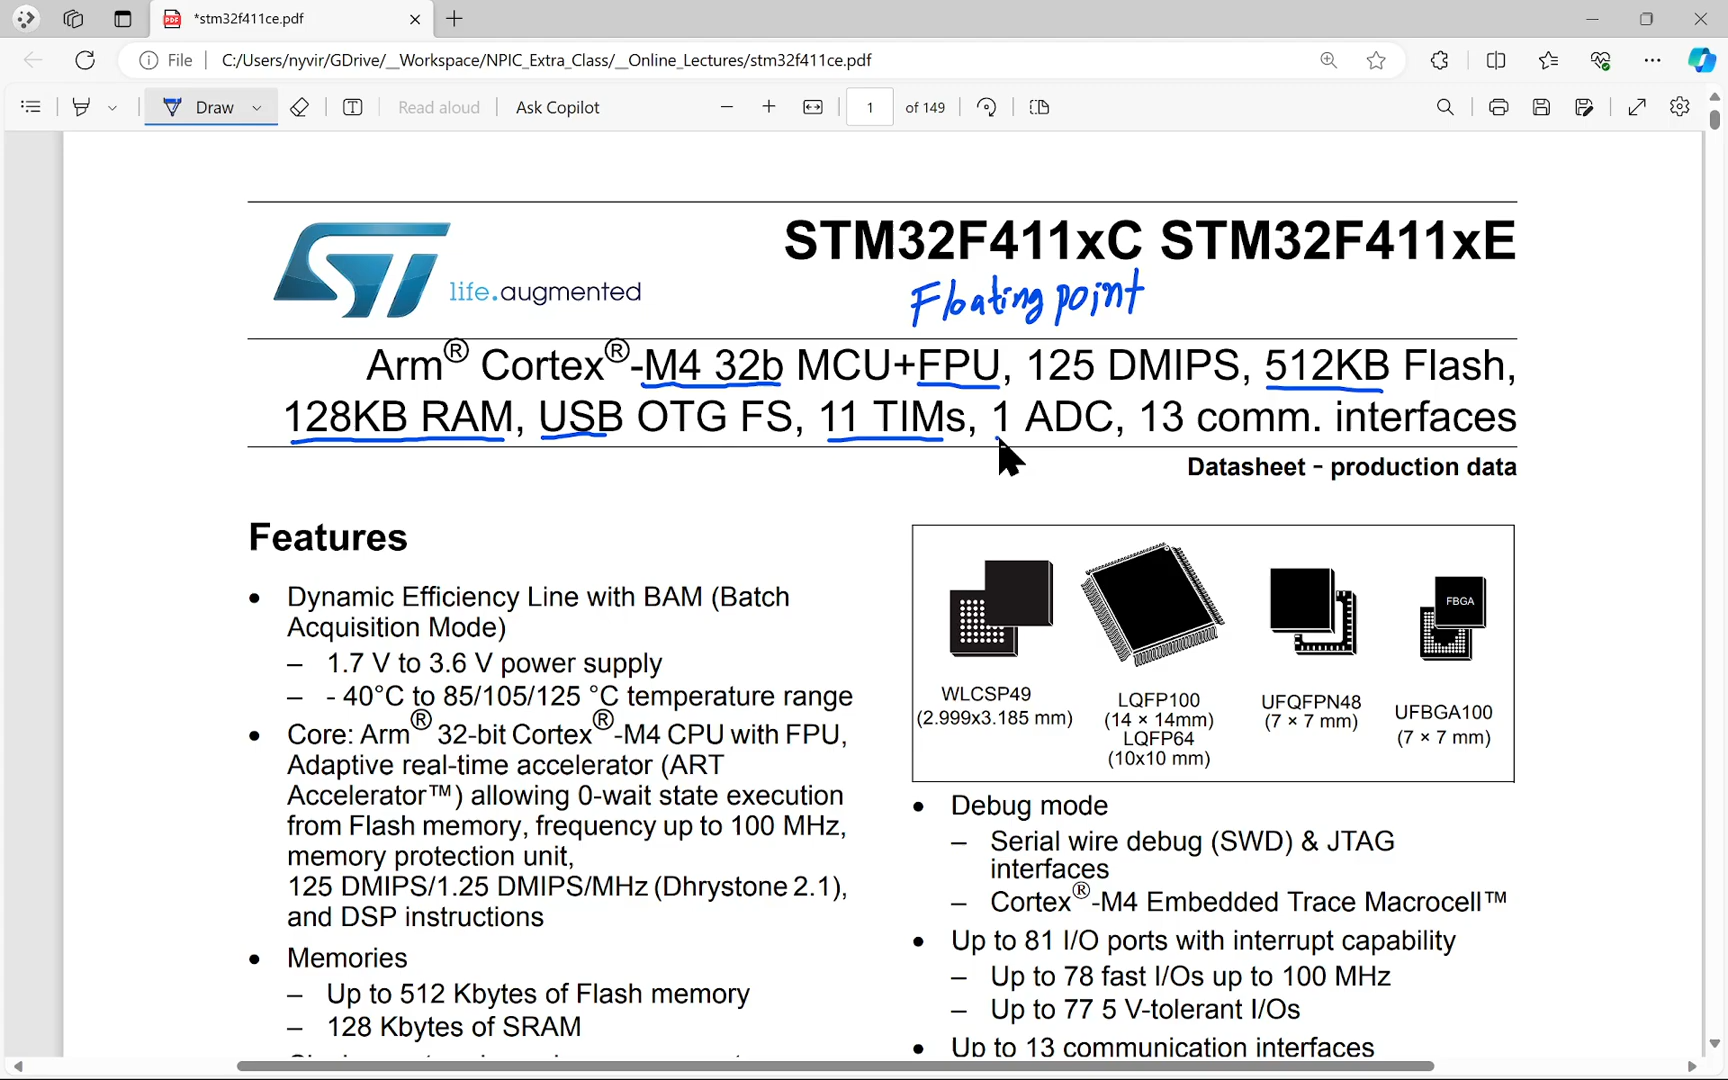 *stm32f411ce.pdf
File
C:/Users/nyvir/GDrive/__Workspace/NPIC_Extra_Class/__Online_Lectures/stm32f411ce.pdf
Draw
Read aloud
Ask Copilot
1 of 149
ST life.augmented
STM32F411xC STM32F411xE
Floating point
Arm® Cortex®-M4 32b MCU+FPU, 125 DMIPS, 512KB Flash,
128KB RAM, USB OTG FS, 11 TIMs, 1 ADC, 13 comm. interfaces
Datasheet - production data
Features
• Dynamic Efficiency Line with BAM (Batch
Acquisition Mode)
– 1.7 V to 3.6 V power supply
– - 40°C to 85/105/125 °C temperature range
• Core: Arm® 32-bit Cortex®-M4 CPU with FPU,
Adaptive real-time accelerator (ART
Accelerator™) allowing 0-wait state execution
from Flash memory, frequency up to 100 MHz,
memory protection unit,
125 DMIPS/1.25 DMIPS/MHz (Dhrystone 2.1),
and DSP instructions
• Memories
– Up to 512 Kbytes of Flash memory
– 128 Kbytes of SRAM
FBGA
WLCSP49
(2.999x3.185 mm)
LQFP100
(14 × 14mm)
LQFP64
(10x10 mm)
UFQFPN48
(7 × 7 mm)
UFBGA100
(7 × 7 mm)
• Debug mode
– Serial wire debug (SWD) & JTAG
interfaces
– Cortex®-M4 Embedded Trace Macrocell™
• Up to 81 I/O ports with interrupt capability
– Up to 78 fast I/Os up to 100 MHz
– Up to 77 5 V-tolerant I/Os
• Up to 13 communication interfaces